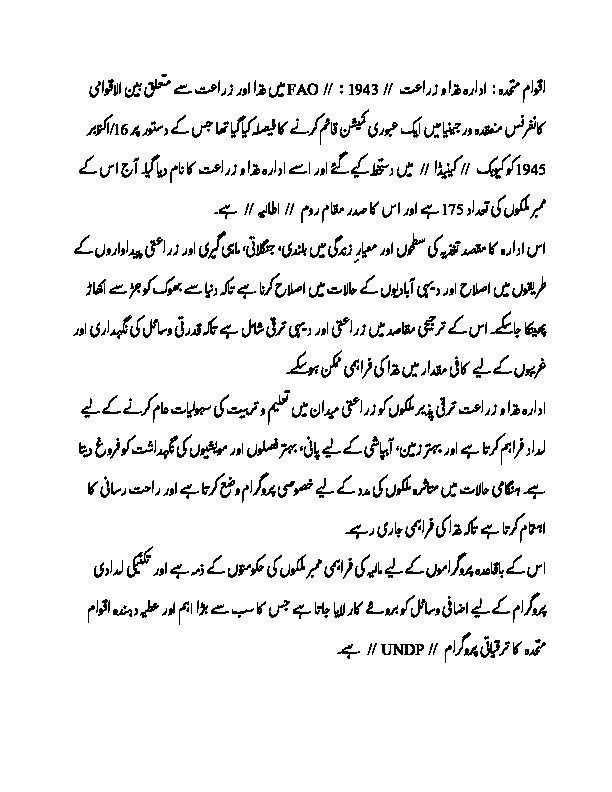 اقوام متحدہ : ادارہ غذا و زراعت // FAO // : 1943میں غذا اور زراعت سے متعلق بین الاقوامی
کانفرنس منعقدہ ورجینیا میں ایک عبوری کمیشن قائم کرنے کا فیصلہ کیا گیا تھا جس کے دستور پر 16/اکتوبر
1945کو کیوبک // کینیڈا // میں دستخط کیے گئے اور اسے ادارہ غذا و زراعت کا نام دیا گیا۔ آج اس کے
ممبر ملکوں کی تعداد 175ہے اور اس کا صدر مقام روم // اطالیہ // ہے۔
اس ادارہ کا مقصد تغذیہ کی سطحوں اور معیارِ زندگی میں بلندی، جنگلاتی، ماہی گیری اور زراعتی پیداواروں کے
طریقوں میں اصلاح اور دیہی آبادیوں کے حالات میں اصلاح کرنا ہے تاکہ دنیا سے بھوک کو جڑ سے اکھاڑ
پھینکا جاسکے۔ اس کے ترجیحی مقاصد میں زراعتی اور دیہی ترقی شامل ہے تاکہ قدرتی وسائل کی نگہداری اور
غریبوں کے لیے کافی مقدار میں غذا کی فراہمی ممکن ہوسکے۔
ادارہ غذا و زراعت ترقی پذیر ملکوں کو زراعتی میدان میں تعلیم و تربیت کی سہولیات عام کرنے کے لیے
امداد فراہم کرتا ہے اور بہتر زمین، آبپاشی کے لیے پانی، بہتر فصلوں اور مویشیوں کی نگہداشت کو فروغ دیتا
ہے۔ ہنگامی حالات میں متاثرہ ملکوں کی مدد کے لیے خصوصی پروگرام وضع کرتا ہے اور راحت رسانی کا
اہتمام کرتا ہے تاکہ غذا کی فراہمی جاری رہے۔
اس کے باقاعدہ پروگراموں کے لیے مالیہ کی فراہمی ممبر ملکوں کی حکومتوں کے ذمہ ہے اور تکنیکی امدادی
پروگرام کے لیے اضافی وسائل کو بروئے کار لایا جاتا ہے جس کا سب سے بڑا اہم اور عطیہ دہندہ اقوام
متحدہ کا ترقیاتی پروگرام // UNDP // ہے۔